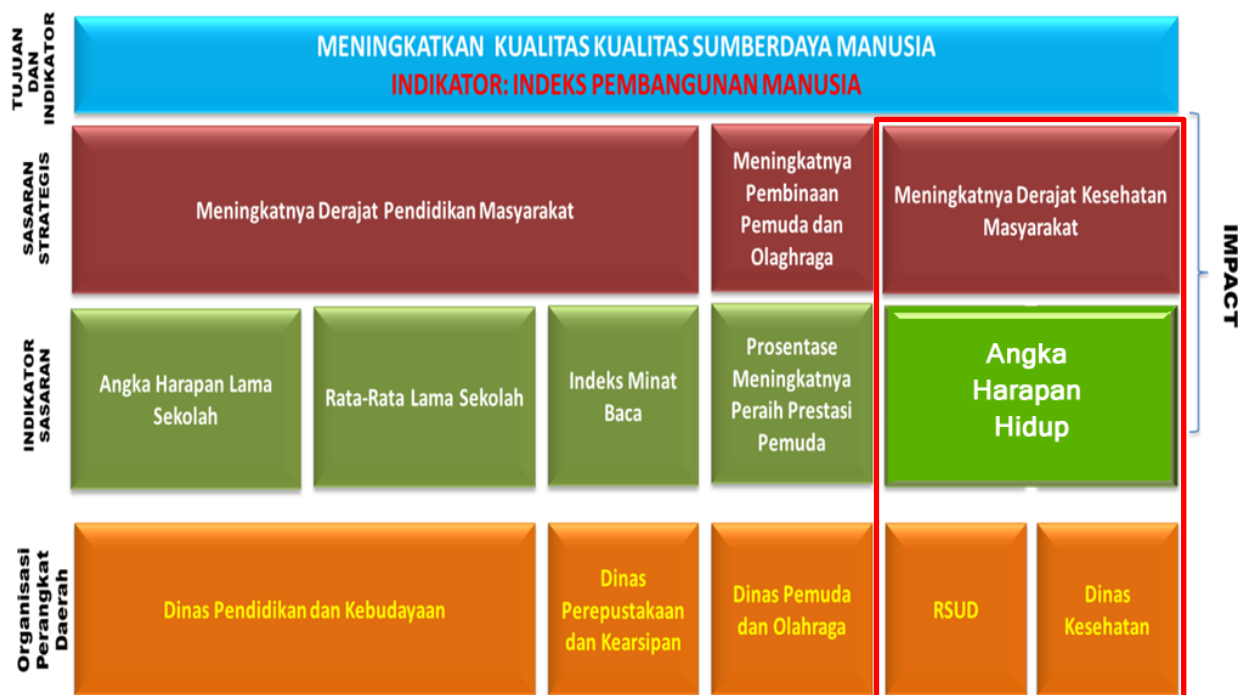 TUJUAN
DAN
INDIKATOR
MENINGKATKAN KUALITAS KUALITAS SUMBERDAYA MANUSIA
INDIKATOR: INDEKS PEMBANGUNAN MANUSIA
SASARAN
STRATEGIS
Meningkatnya Derajat Pendidikan Masyarakat
Meningkatnya
Pembinaan
Pemuda dan
Olaghraga
Meningkatnya Derajat Kesehatan
Masyarakat
IMPACT
INDIKATOR
SASARAN
Angka Harapan Lama
Sekolah
Rata-Rata Lama Sekolah
Indeks Minat
Baca
Prosentase
Meningkatnya
Peraih Prestasi
Pemuda
Angka
Harapan
Hidup
Organisasi
Perangkat
Daerah
Dinas Pendidikan dan Kebudayaan
Dinas
Perepustakaan
dan Kearsipan
Dinas Pemuda
dan Olahraga
RSUD
Dinas
Kesehatan